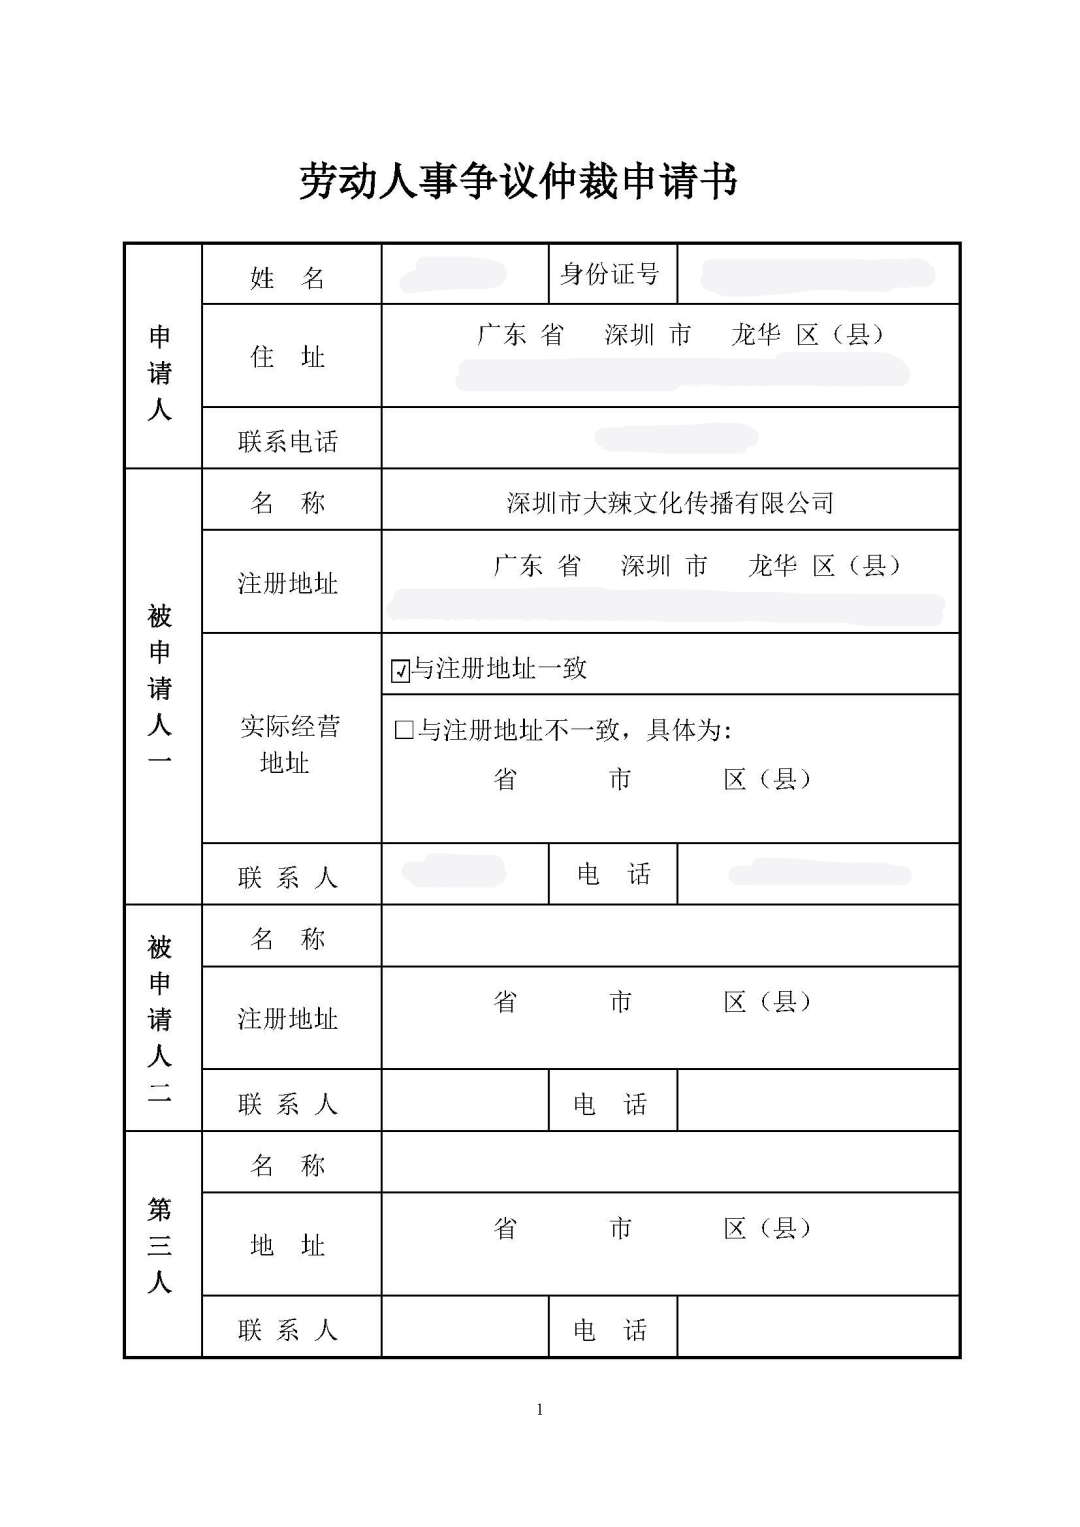 劳动人事争议仲裁申请书
申请人
姓 名
身份证号
住 址
广东 省 深圳 市 龙华 区（县）
联系电话
被申请人一
名 称
深圳市大辣文化传播有限公司
注册地址
广东 省 深圳 市 龙华 区（县）
实际经营
地址
☑与注册地址一致
□与注册地址不一致，具体为：
省 市 区（县）
联 系 人
电 话
被申请人二
名 称
注册地址
省 市 区（县）
联 系 人
电 话
第三人
名 称
地 址
省 市 区（县）
联 系 人
电 话
1